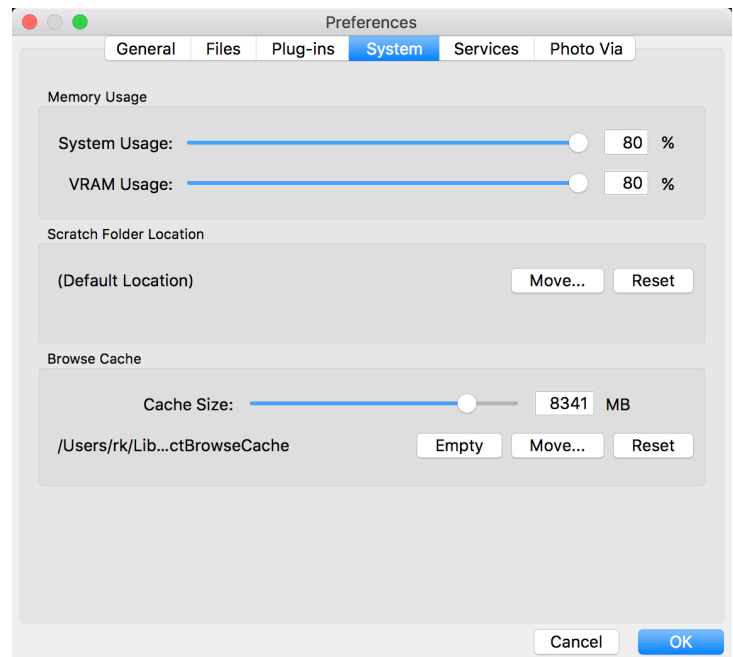 Preferences
General Files Plug-ins System Services Photo Via
Memory Usage
System Usage: 80 %
VRAM Usage: 80 %
Scratch Folder Location
(Default Location) Move... Reset
Browse Cache
Cache Size: 8341 MB
/Users/rk/Lib...ctBrowseCache Empty Move... Reset
Cancel OK